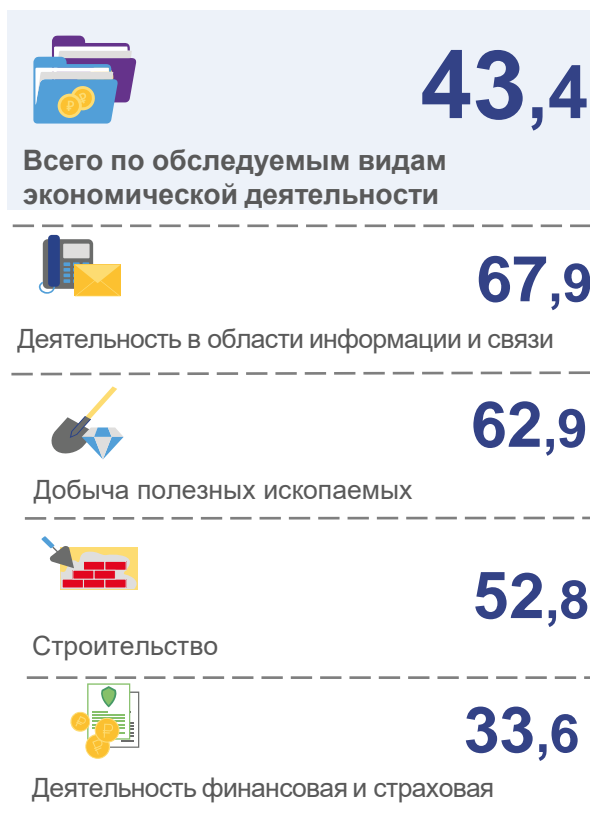 43,4
Всего по обследуемым видам
экономической деятельности
67,9
Деятельность в области информации и связи
62,9
Добыча полезных ископаемых
52,8
Строительство
33,6
Деятельность финансовая и страховая